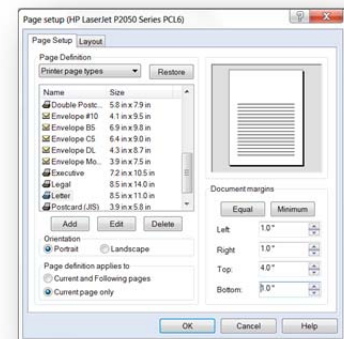 Page setup (HP LaserJet P2050 Series PCL6)
Page Setup Layout
Page Definition
Printer page types
Restore
Name Size
Double Postc... 5.8 in x 7.9 in
Envelope #10 4.1 in x 9.5 in
Envelope B5 6.9 in x 9.8 in
Envelope C5 6.4 in x 9.0 in
Envelope DL 4.3 in x 8.7 in
Envelope Mo... 3.9 in x 7.5 in
Executive 7.2 in x 10.5 in
Legal 8.5 in x 14.0 in
Letter 8.5 in x 11.0 in
Postcard (JIS) 3.9 in x 5.8 in
Add Edit Delete
Orientation
Portrait Landscape
Page definition applies to
Current and Following pages
Current page only
Document margins
Equal Minimum
Left 1.0 "
Right 1.0 "
Top: 4.0 "
Bottom: 1.0 "
OK Cancel Help